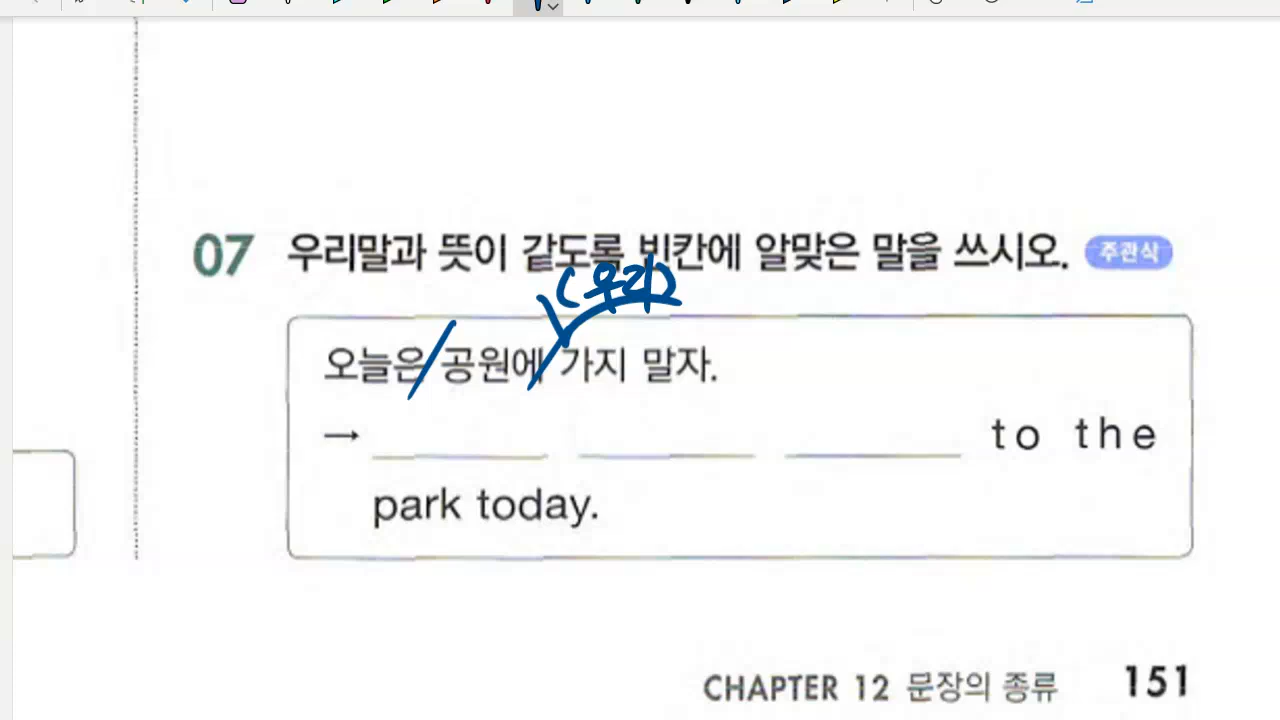 07 우리말과 뜻이 같도록 빈칸에 알맞은 말을 쓰시오. 주관식
(우리)
오늘은 공원에 가지 말자.
→ to the
park today.
CHAPTER 12 문장의 종류 151